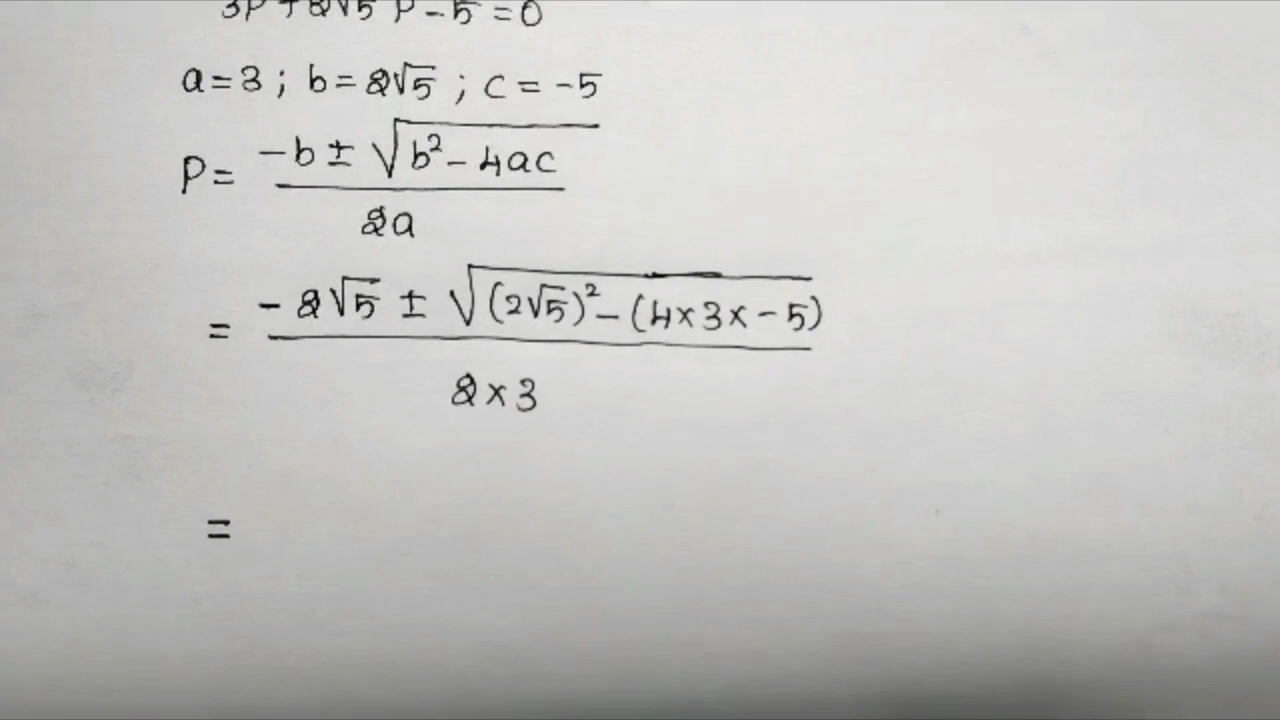 3p² + 2√5 p - 5 = 0
a = 3 ; b = 2√5 ; c = -5
P = (-b ± √(b² - 4ac)) / 2a
= (-2√5 ± √((2√5)² - (4 × 3 × -5))) / 2 × 3
=